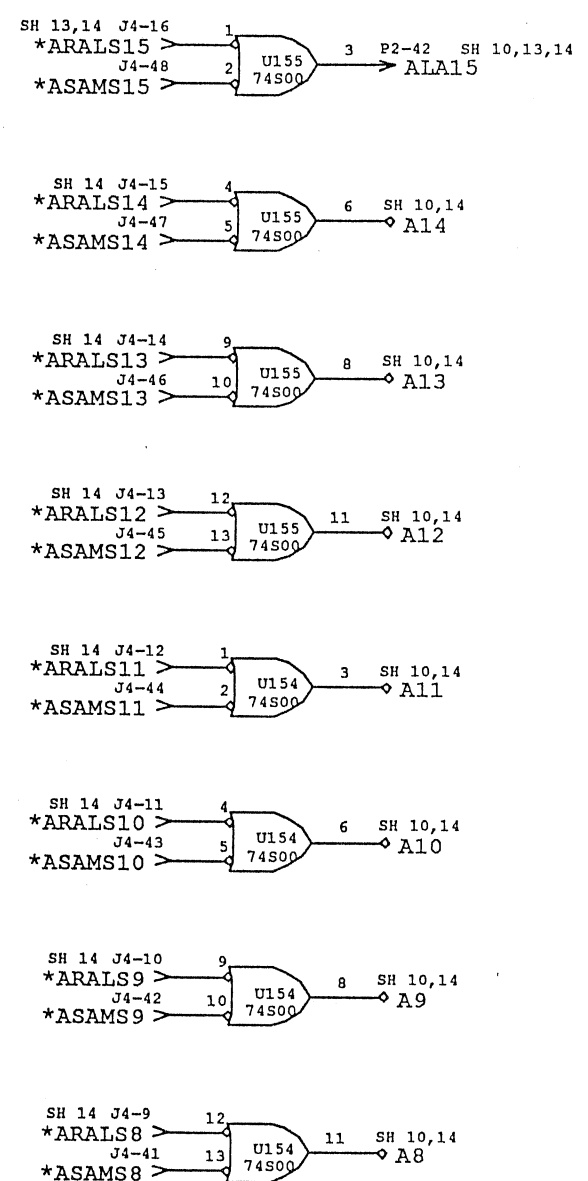 SH 13,14 J4-16 1
*ARALS15 3 P2-42 SH 10,13,14
J4-48 2 U155 ALA15
*ASAMS15 74S00
SH 14 J4-15 4
*ARALS14 6 SH 10,14
J4-47 5 U155 A14
*ASAMS14 74S00
SH 14 J4-14 9
*ARALS13 8 SH 10,14
J4-46 10 U155 A13
*ASAMS13 74S00
SH 14 J4-13 12
*ARALS12 11 SH 10,14
J4-45 13 U155 A12
*ASAMS12 74S00
SH 14 J4-12 1
*ARALS11 3 SH 10,14
J4-44 2 U154 A11
*ASAMS11 74S00
SH 14 J4-11 4
*ARALS10 6 SH 10,14
J4-43 5 U154 A10
*ASAMS10 74S00
SH 14 J4-10 9
*ARALS9 8 SH 10,14
J4-42 10 U154 A9
*ASAMS9 74S00
SH 14 J4-9 12
*ARALS8 11 SH 10,14
J4-41 13 U154 A8
*ASAMS8 74S00